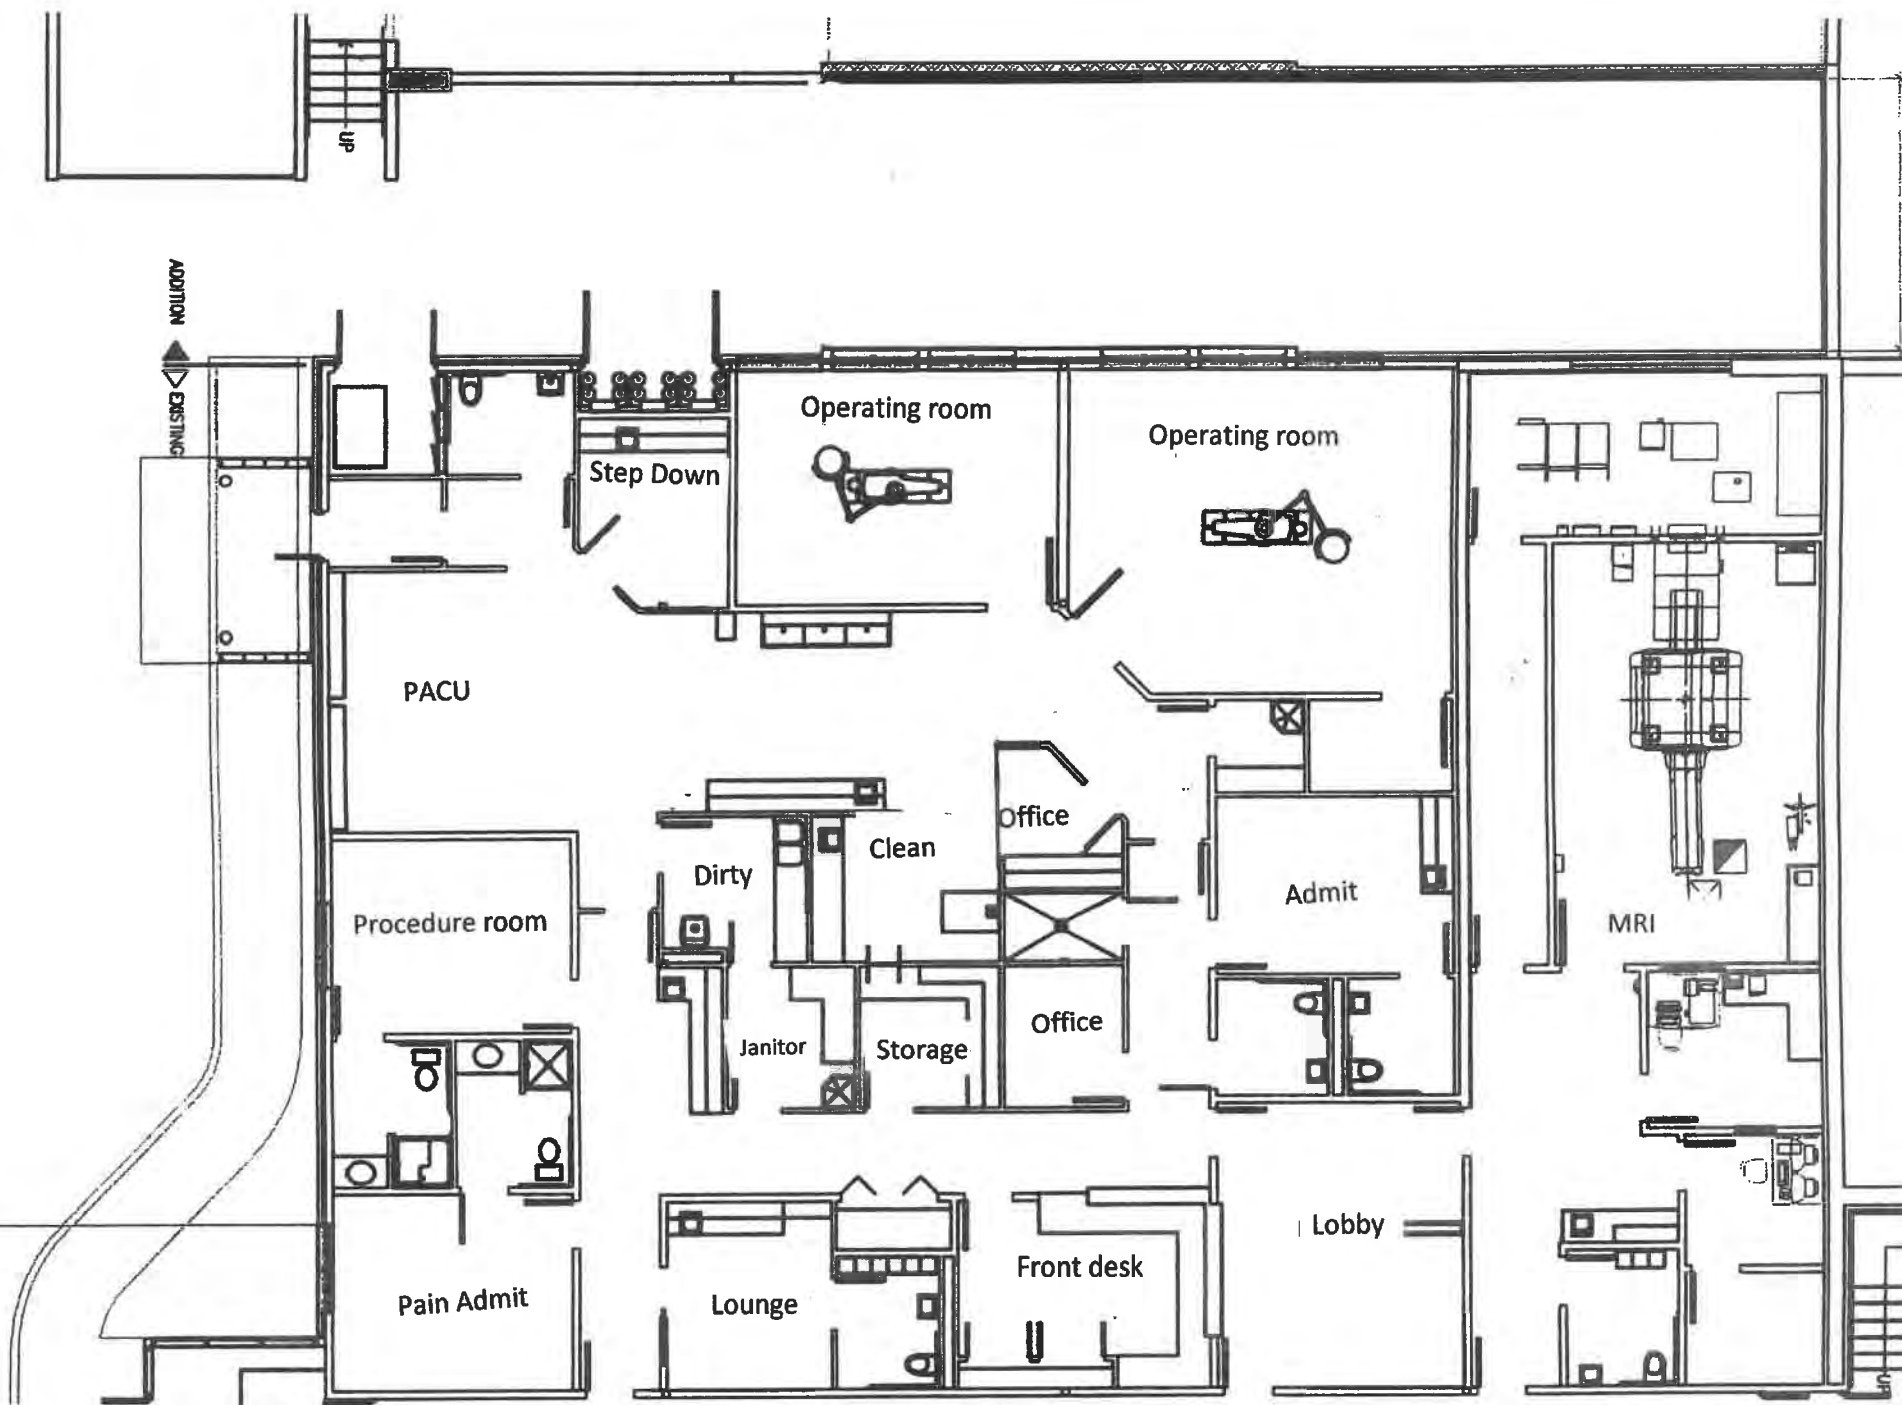 UP
ADDITION
EXISTING
Operating room
Operating room
Step Down
PACU
Office
Clean
Dirty
Admit
Procedure room
MRI
Office
Janitor
Storage
Lobby
Front desk
Pain Admit
Lounge
UP